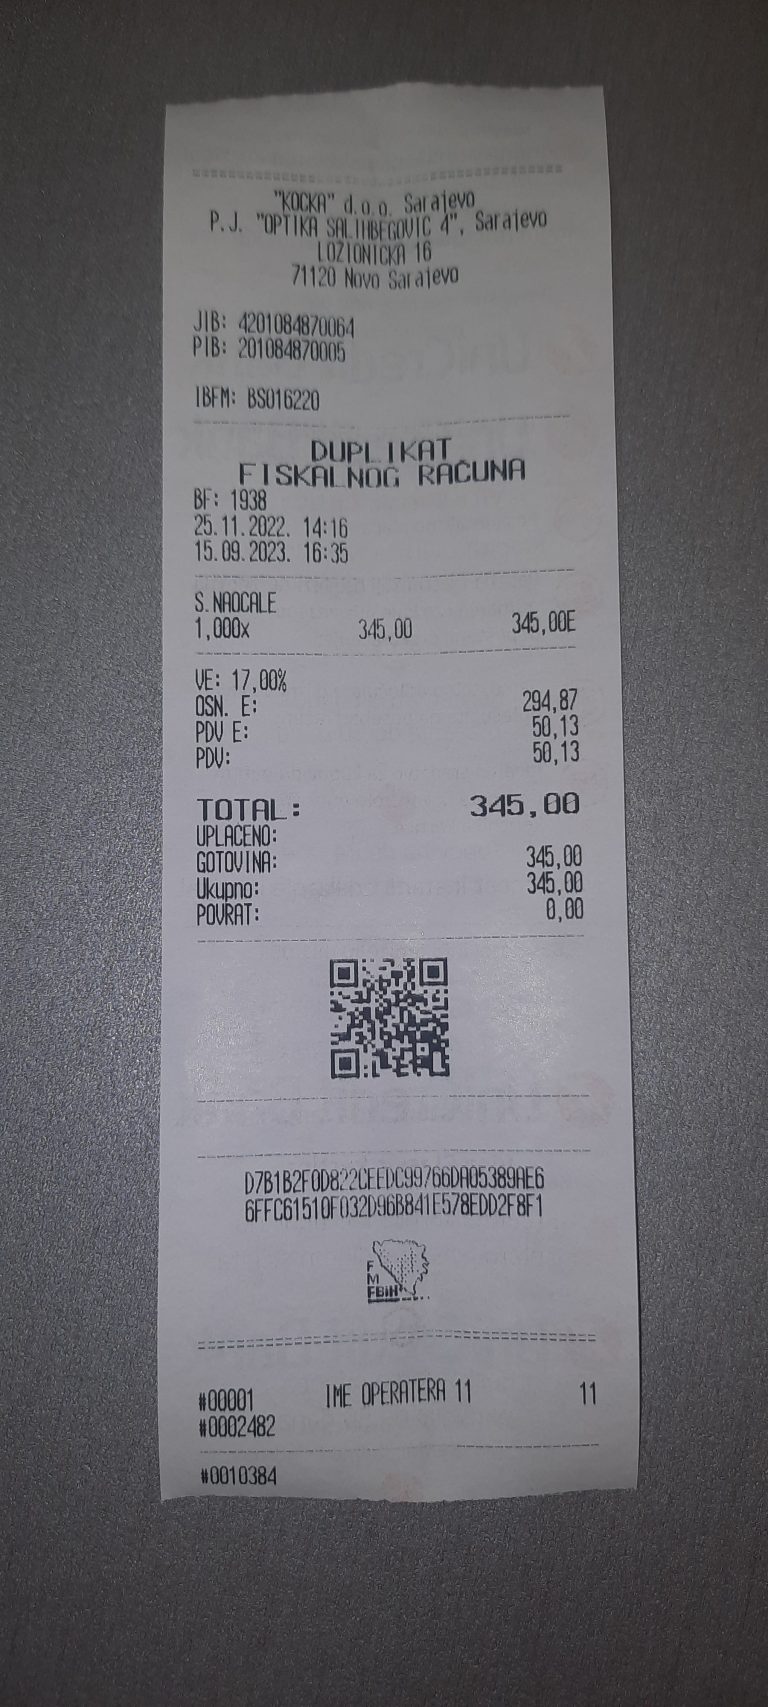 "KOCKA" d.o.o. Sarajevo
P.J. "OPTIKA SALIHBEGOVIC 4", Sarajevo
LOZIONICKA 16
71120 Novo Sarajevo
JIB: 4201084870064
PIB: 201084870005
IBFM: BS016220
DUPLIKAT
FISKALNOG RAČUNA
BF: 1938
25.11.2022. 14:16
15.09.2023. 16:35
S.NAOCALE
1,000x 345,00 345,00E
VE: 17,00%
OSN. E: 294,87
PDV E: 50,13
PDV: 50,13
TOTAL: 345,00
UPLAĆENO:
GOTOVINA: 345,00
Ukupno: 345,00
POVRAT: 0,00
D7B1B2F0D822CEFDC99766DA05389AE6
6FFC61510F032D96B841E578EDD2F8F1
F
M
FBiH
#00001 IME OPERATERA 11 11
#0002482
#0010384